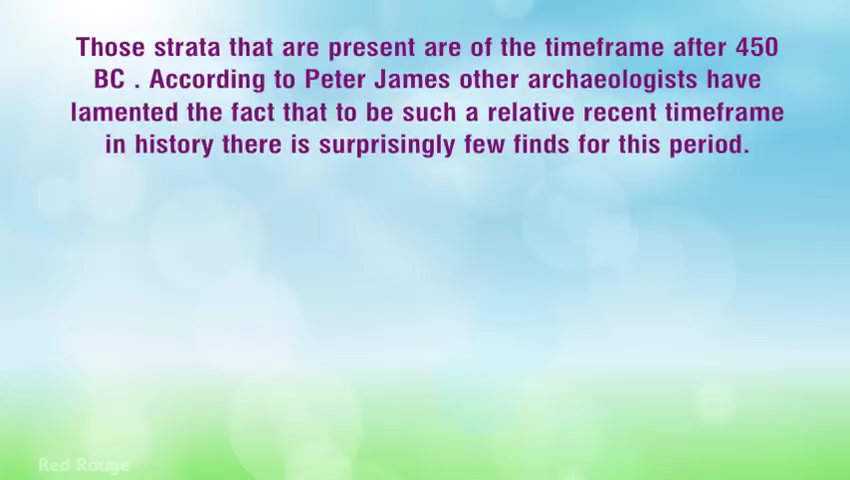 Those strata that are present are of the timeframe after 450
BC . According to Peter James other archaeologists have
lamented the fact that to be such a relative recent timeframe
in history there is surprisingly few finds for this period.
Red Rouge